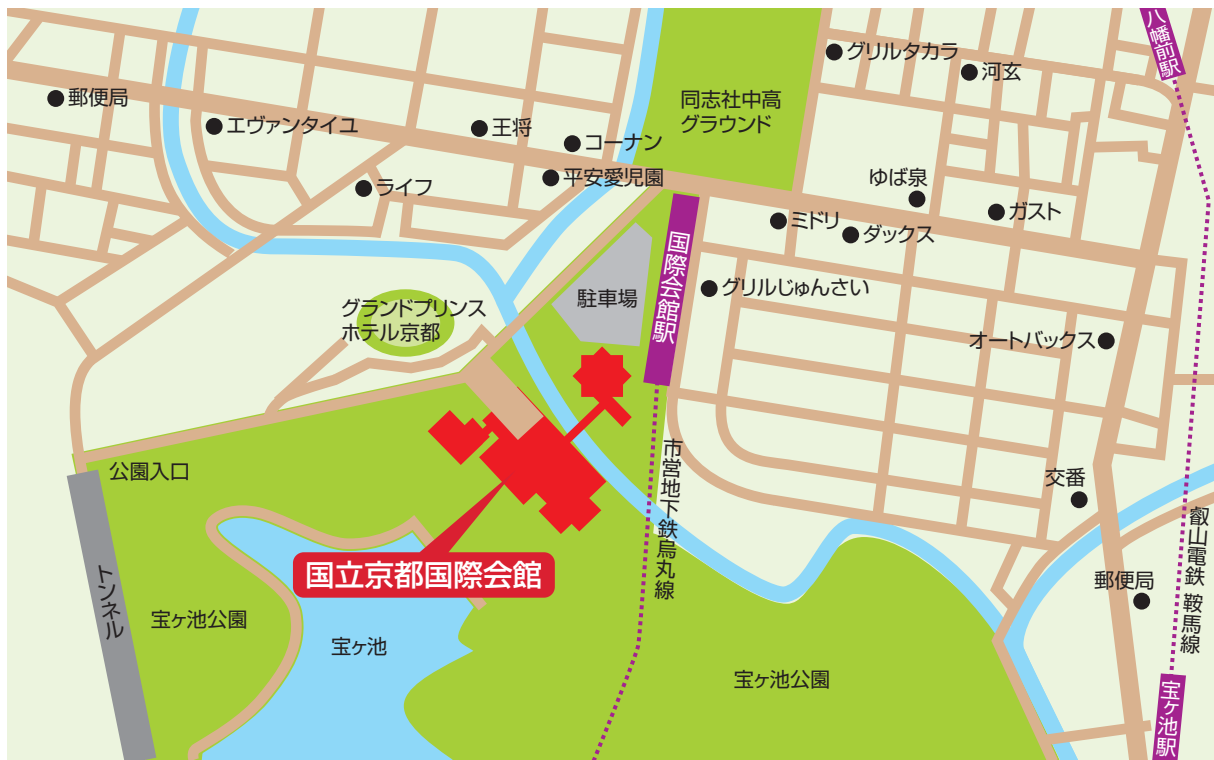 八幡前駅
グリルタカラ
河玄
郵便局
同志社中高
グラウンド
エヴァンタイユ
王将
コーナン
平安愛児園
ライフ
ゆば泉
ガスト
ミドリ
ダックス
国際会館駅
グリルじゅんさい
駐車場
グランドプリンス
ホテル京都
オートバックス
公園入口
市営地下鉄烏丸線
交番
叡山電鉄 鞍馬線
国立京都国際会館
トンネル
郵便局
宝ヶ池公園
宝ヶ池
宝ヶ池公園
宝ヶ池駅